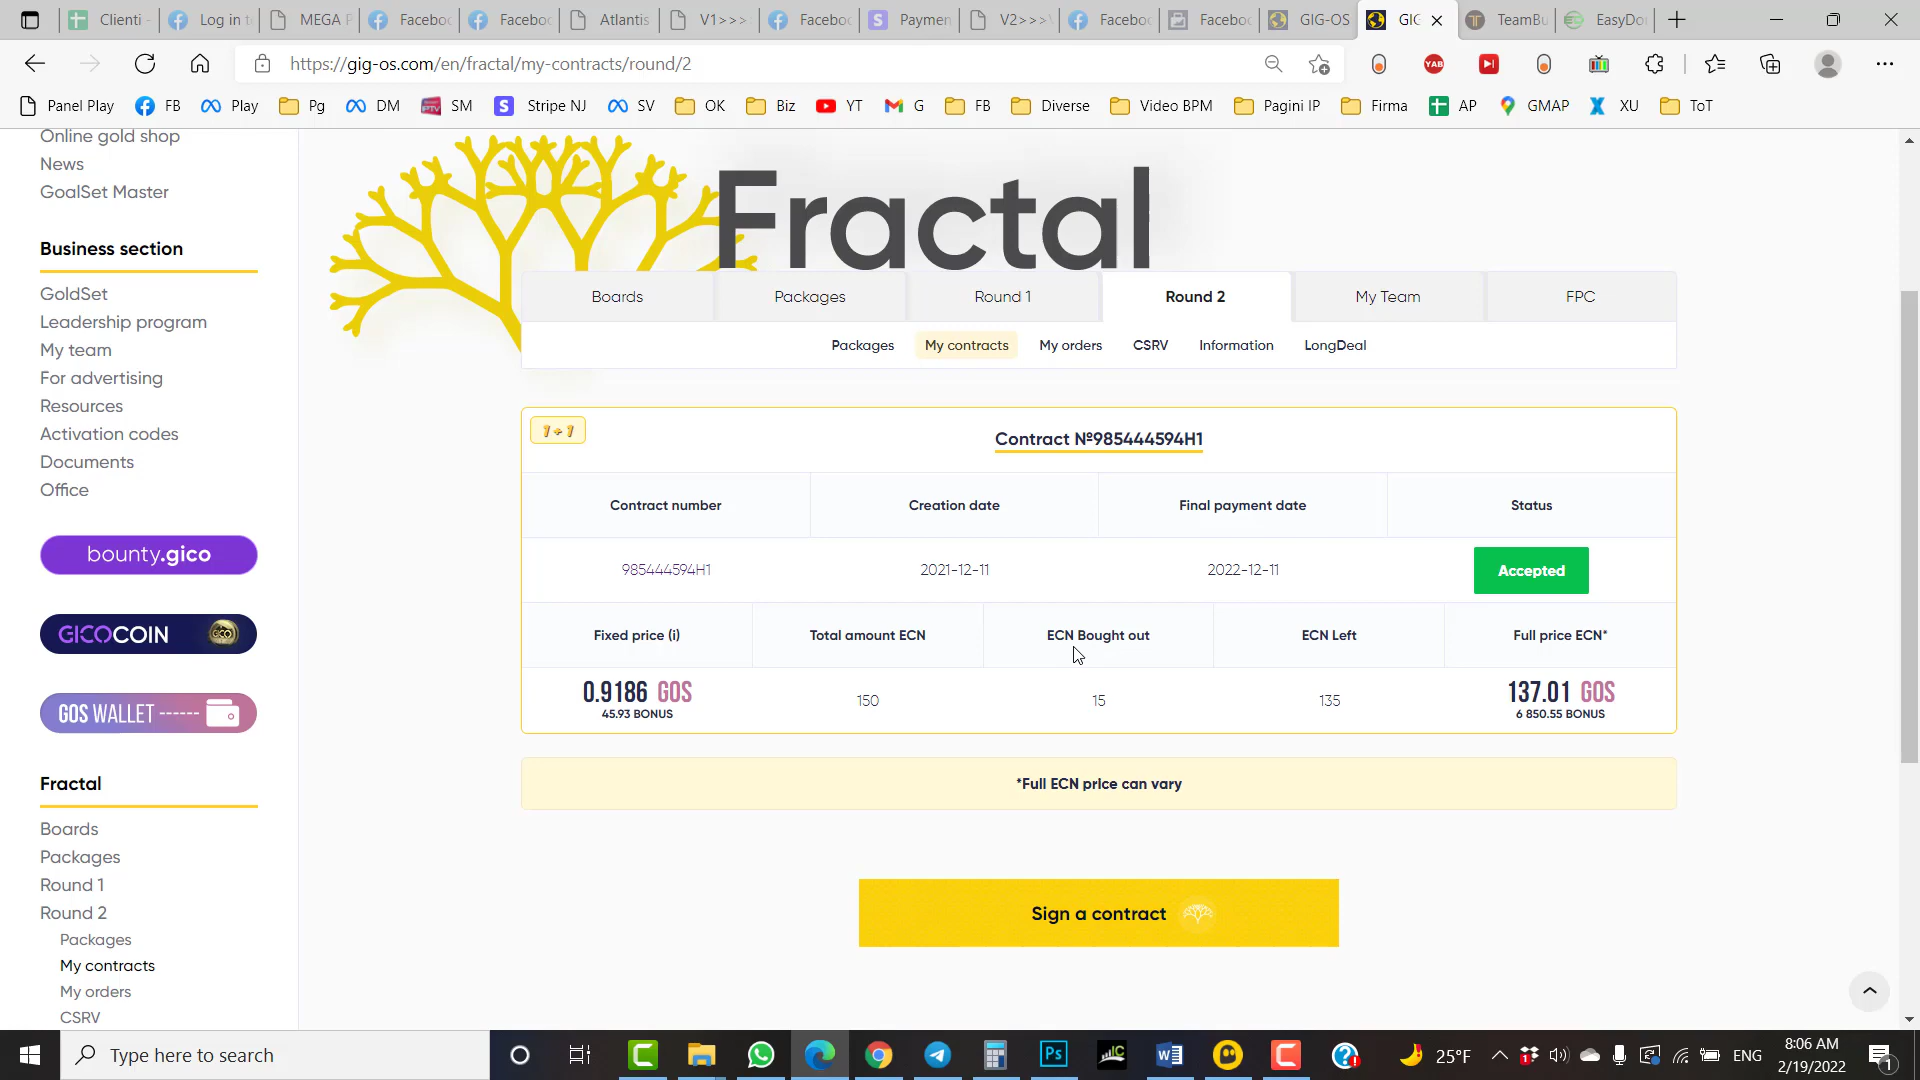 Clienti -
Log in t
MEGA P
Facebo
Facebo
Atlantis
V1>>>
Facebo
Paymen
V2>>>\
Facebo
Facebo
GIG-OS
GIG
TeamBu
EasyDo
https://gig-os.com/en/fractal/my-contracts/round/2
YAB
Panel Play
FB
Play
Pg
DM
SM
Stripe NJ
SV
OK
Biz
YT
G
FB
Diverse
Video BPM
Pagini IP
Firma
AP
GMAP
XU
ToT
Online gold shop
News
GoalSet Master
Business section
GoldSet
Leadership program
My team
For advertising
Resources
Activation codes
Documents
Office
bounty.gico
GICOCOIN
GOS WALLET ------
Fractal
Boards
Packages
Round 1
Round 2
Packages
My contracts
My orders
CSRV
Fractal
Boards
Packages
Round 1
Round 2
My Team
FPC
Packages
My contracts
My orders
CSRV
Information
LongDeal
1 + 1
Contract №985444594H1
Contract number
Creation date
Final payment date
Status
985444594H1
2021-12-11
2022-12-11
Accepted
Fixed price (i)
Total amount ECN
ECN Bought out
ECN Left
Full price ECN*
0.9186 GOS
45.93 BONUS
150
15
135
137.01 GOS
6 850.55 BONUS
*Full ECN price can vary
Sign a contract
Type here to search
25°F
ENG
8:06 AM
2/19/2022
1